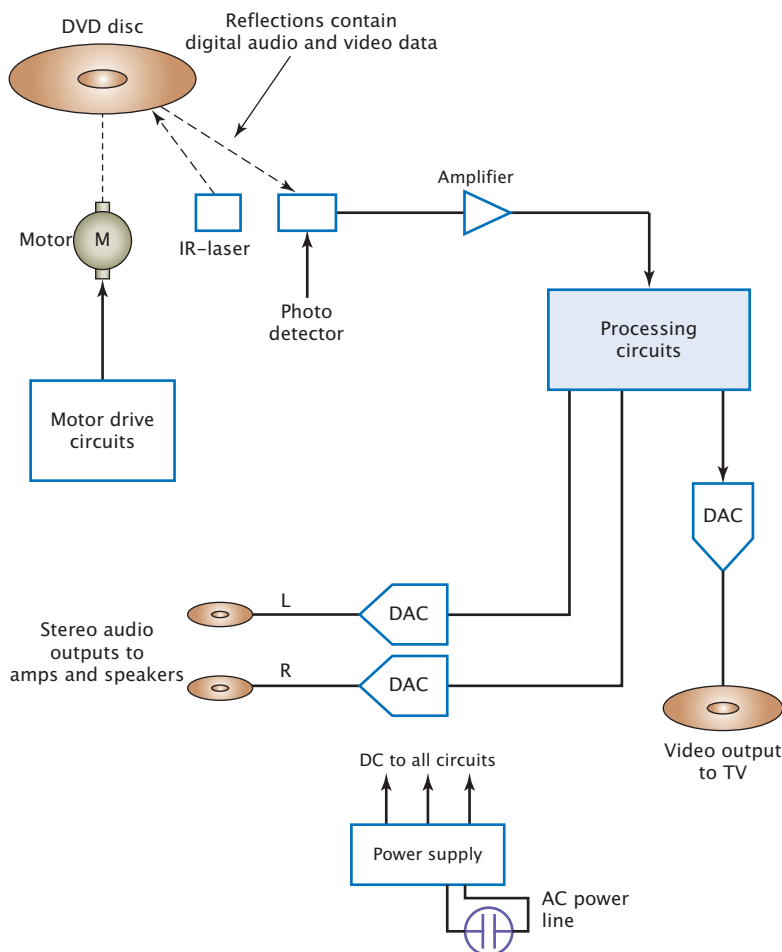 DVD disc
Reflections contain
digital audio and video data
Amplifier
Motor
M
IR-laser
Photo
detector
Processing
circuits
Motor drive
circuits
DAC
L
DAC
Stereo audio
outputs to
amps and speakers
R
DAC
Video output
to TV
DC to all circuits
Power supply
AC power
line